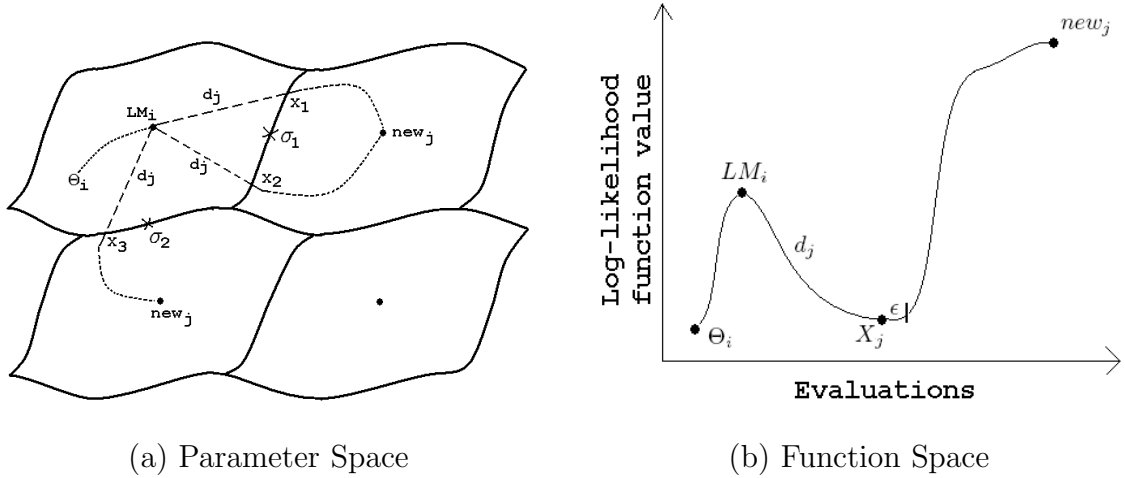 LMᵢ
dⱼ
x₁
σ₁
newⱼ
dⱼ
x₂
Θᵢ
dⱼ
σ₂
x₃
newⱼ
(a) Parameter Space
Log-likelihood
function value
newⱼ
LMᵢ
dⱼ
ϵ
Θᵢ
Xⱼ
Evaluations
(b) Function Space